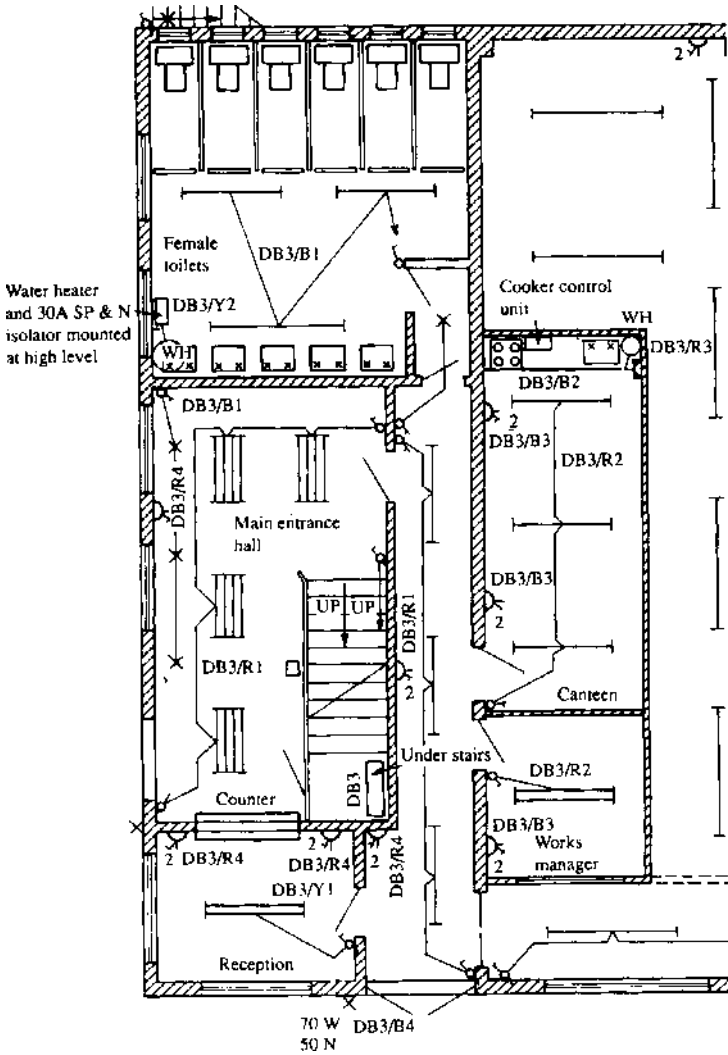 2
Female
toilets
DB3/B1
Water heater
and 30A SP & N
isolator mounted
at high level
DB3/Y2
WH
Cooker control
unit
WH
DB3/R3
DB3/B2
DB3/B1
2
DB3/B3
DB3/R2
DB3/R4
Main entrance
hall
DB3/B3
2
UP
UP
DB3/R1
DB3/R1
2
Canteen
Under stairs
DB3
DB3/R2
Counter
DB3/B3
2
Works
manager
2
DB3/R4
2
DB3/R4
2
DB3/R4
DB3/Y1
Reception
70 W
50 N
DB3/B4